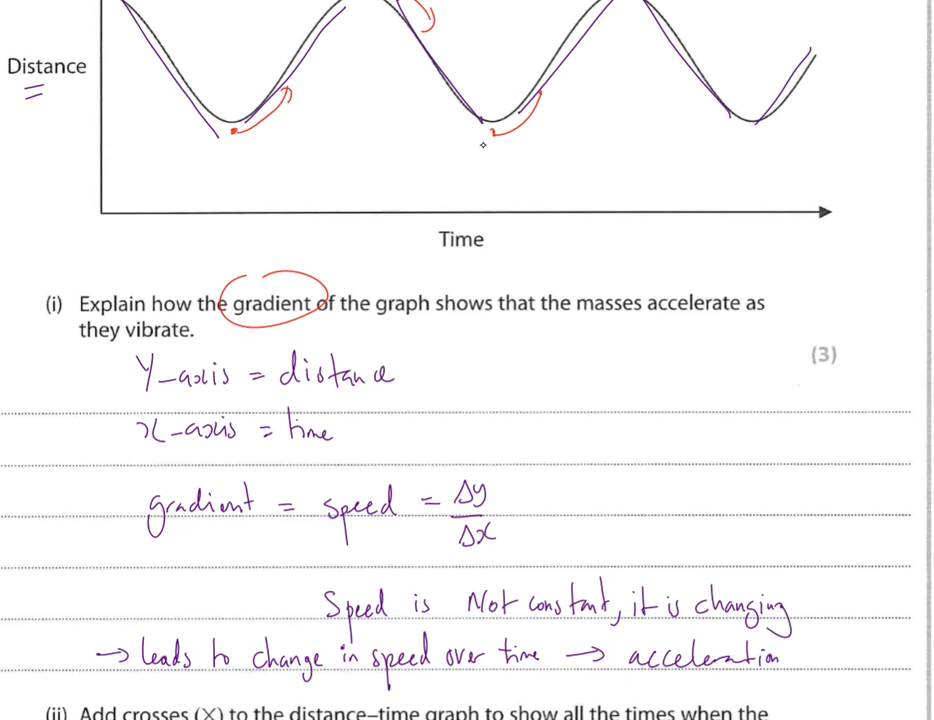 Distance
Time
(i) Explain how the gradient of the graph shows that the masses accelerate as
they vibrate.
(3)
Y-axis = distance
x-axis = time
gradient = speed = Δy/Δx
Speed is Not constant, it is changing
→ leads to change in speed over time → acceleration
(ii) Add crosses (X) to the distance–time graph to show all the times when the